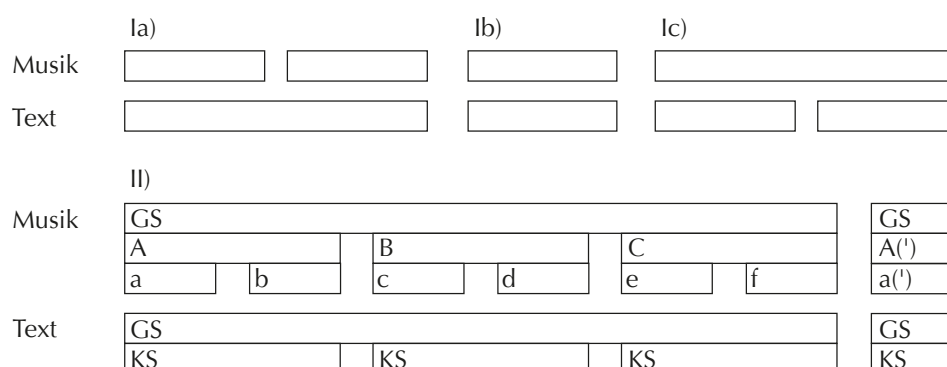 Ia) Ib) Ic)
Musik
Text
II)
Musik GS GS
A B C A(')
a b c d e f a(')
Text GS GS
KS KS KS KS